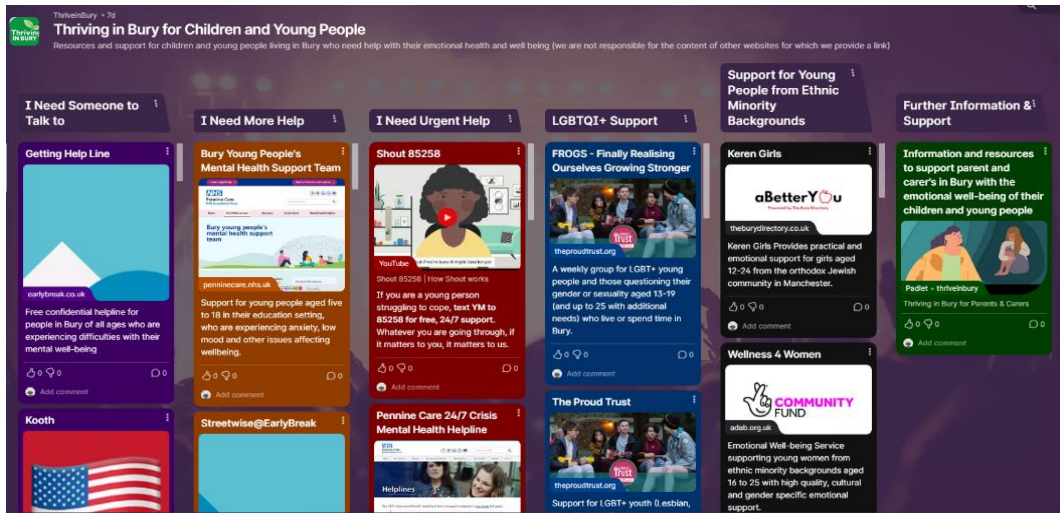 ThriveinBury • 7d
Thriving in Bury for Children and Young People
Resources and support for children and young people living in Bury who need help with their emotional health and well being (we are not responsible for the content of other websites for which we provide a link)
Thriving
IN BURY
I Need Someone to
Talk to
Getting Help Line
earlybreak.co.uk
Free confidential helpline for
people in Bury of all ages who are
experiencing difficulties with their
mental well-being
0 0 0
Add comment
Kooth
I Need More Help
Bury Young People's
Mental Health Support Team
NHS
Pennine Care
Bury young people's
mental health support
team
penninecare.nhs.uk
Support for young people aged five
to 18 in their education setting,
who are experiencing anxiety, low
mood and other issues affecting
wellbeing.
0 0 0
Add comment
Streetwise@EarlyBreak
I Need Urgent Help
Shout 85258
YouTube
Shout 85258 | How Shout works
If you are a young person
struggling to cope, text YM to
85258 for free, 24/7 support.
Whatever you are going through, if
it matters to you, it matters to us.
0 0 0
Add comment
Pennine Care 24/7 Crisis
Mental Health Helpline
NHS
Helplines
LGBTQI+ Support
FROGS - Finally Realising
Ourselves Growing Stronger
Trust
theproudtrust.org
A weekly group for LGBT+ young
people and those questioning their
gender or sexuality aged 13-19
(and up to 25 with additional
needs) who live or spend time in
Bury.
0 0 0
Add comment
The Proud Trust
Trust
theproudtrust.org
Support for LGBT+ youth (Lesbian,
Support for Young
People from Ethnic
Minority
Backgrounds
Keren Girls
aBetterYOu
Powered by The Bury Directory
theburydirectory.co.uk
Keren Girls Provides practical and
emotional support for girls aged
12-24 from the orthodox Jewish
community in Manchester.
0 0 0
Add comment
Wellness 4 Women
COMMUNITY
FUND
adab.org.uk
Emotional Well-being Service
supporting young women from
ethnic minority backgrounds aged
16 to 25 with high quality, cultural
and gender specific emotional
support.
Further Information &
Support
Information and resources
to support parent and
carer's in Bury with the
emotional well-being of their
children and young people
Padlet • thriveinbury
Thriving in Bury for Parents & Carers
0 0 0
Add comment